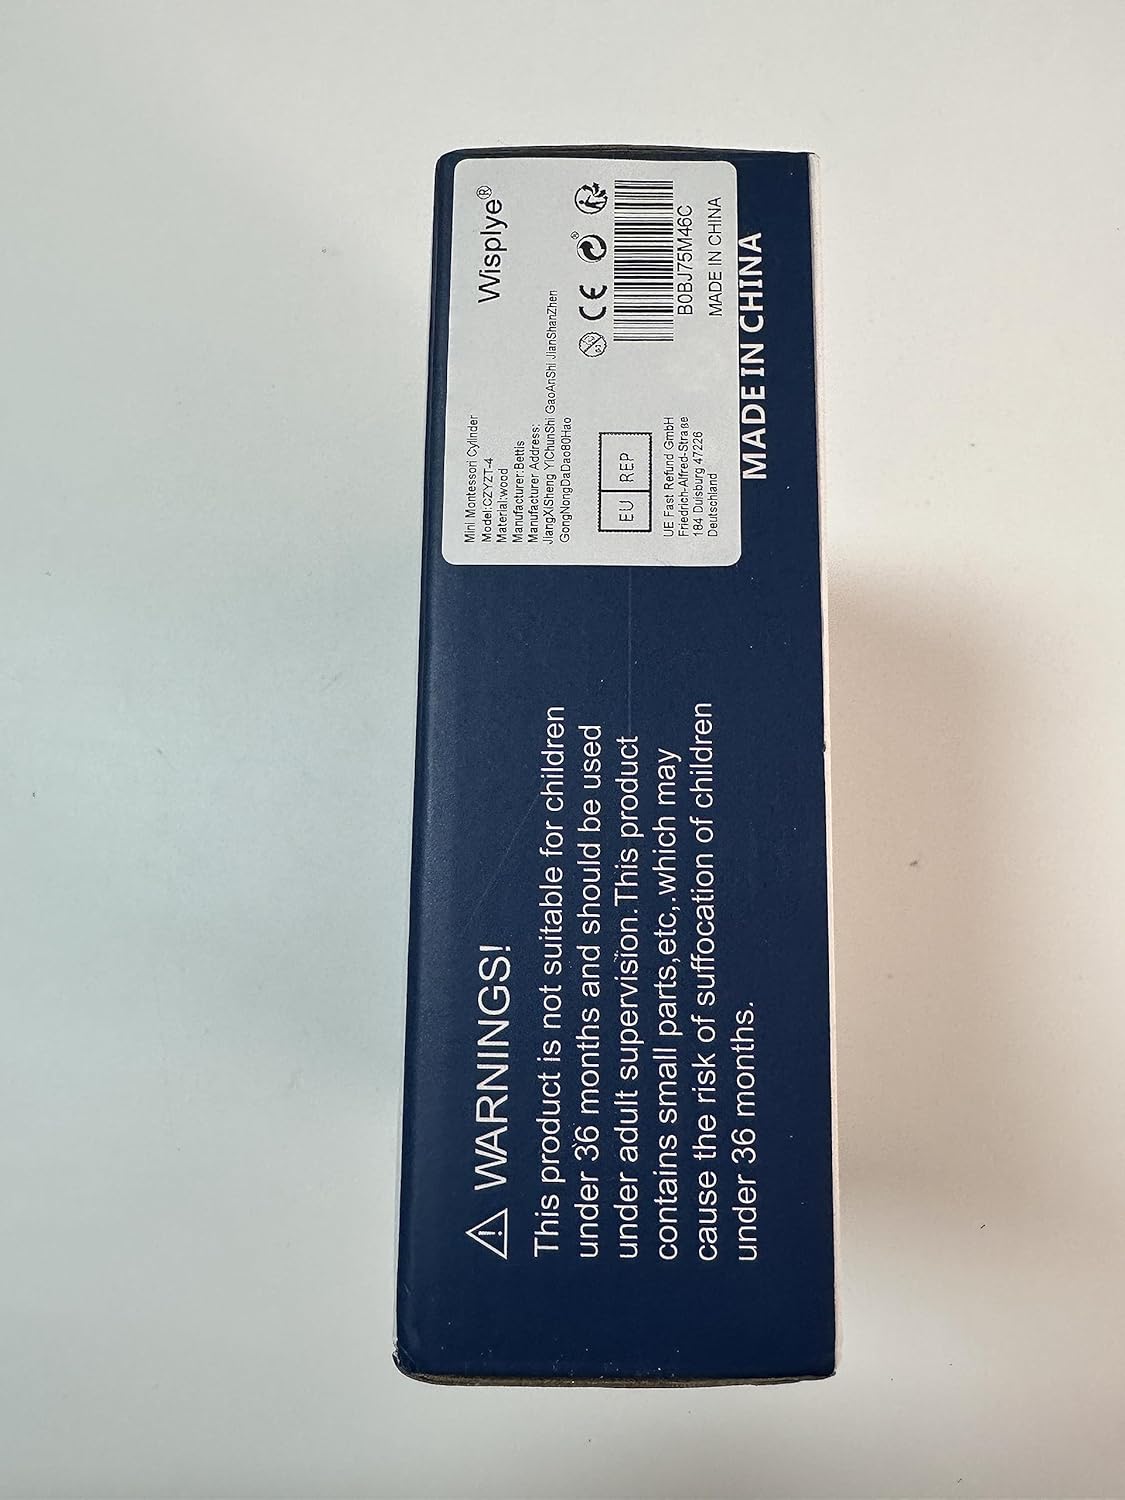 ⚠ WARNINGS!
This product is not suitable for children
under 36 months and should be used
under adult supervision.This product
contains small parts,etc,.which may
cause the risk of suffocation of children
under 36 months.
Wisplye®
Mini Montessori Cylinder
Model:CZYZT-4
Material:wood
Manufacturer:Bettis
Manufacturer Address:
JiangXiSheng YiChunShi GaoAnShi JianShanZhen
GongNongDaDao80Hao
0-3
CE
EU REP
UE Fast Refund GmbH
Friedrich-Alfred-Straße
184 Duisburg 47226
Deutschland
B0BJ75M46C
MADE IN CHINA
MADE IN CHINA